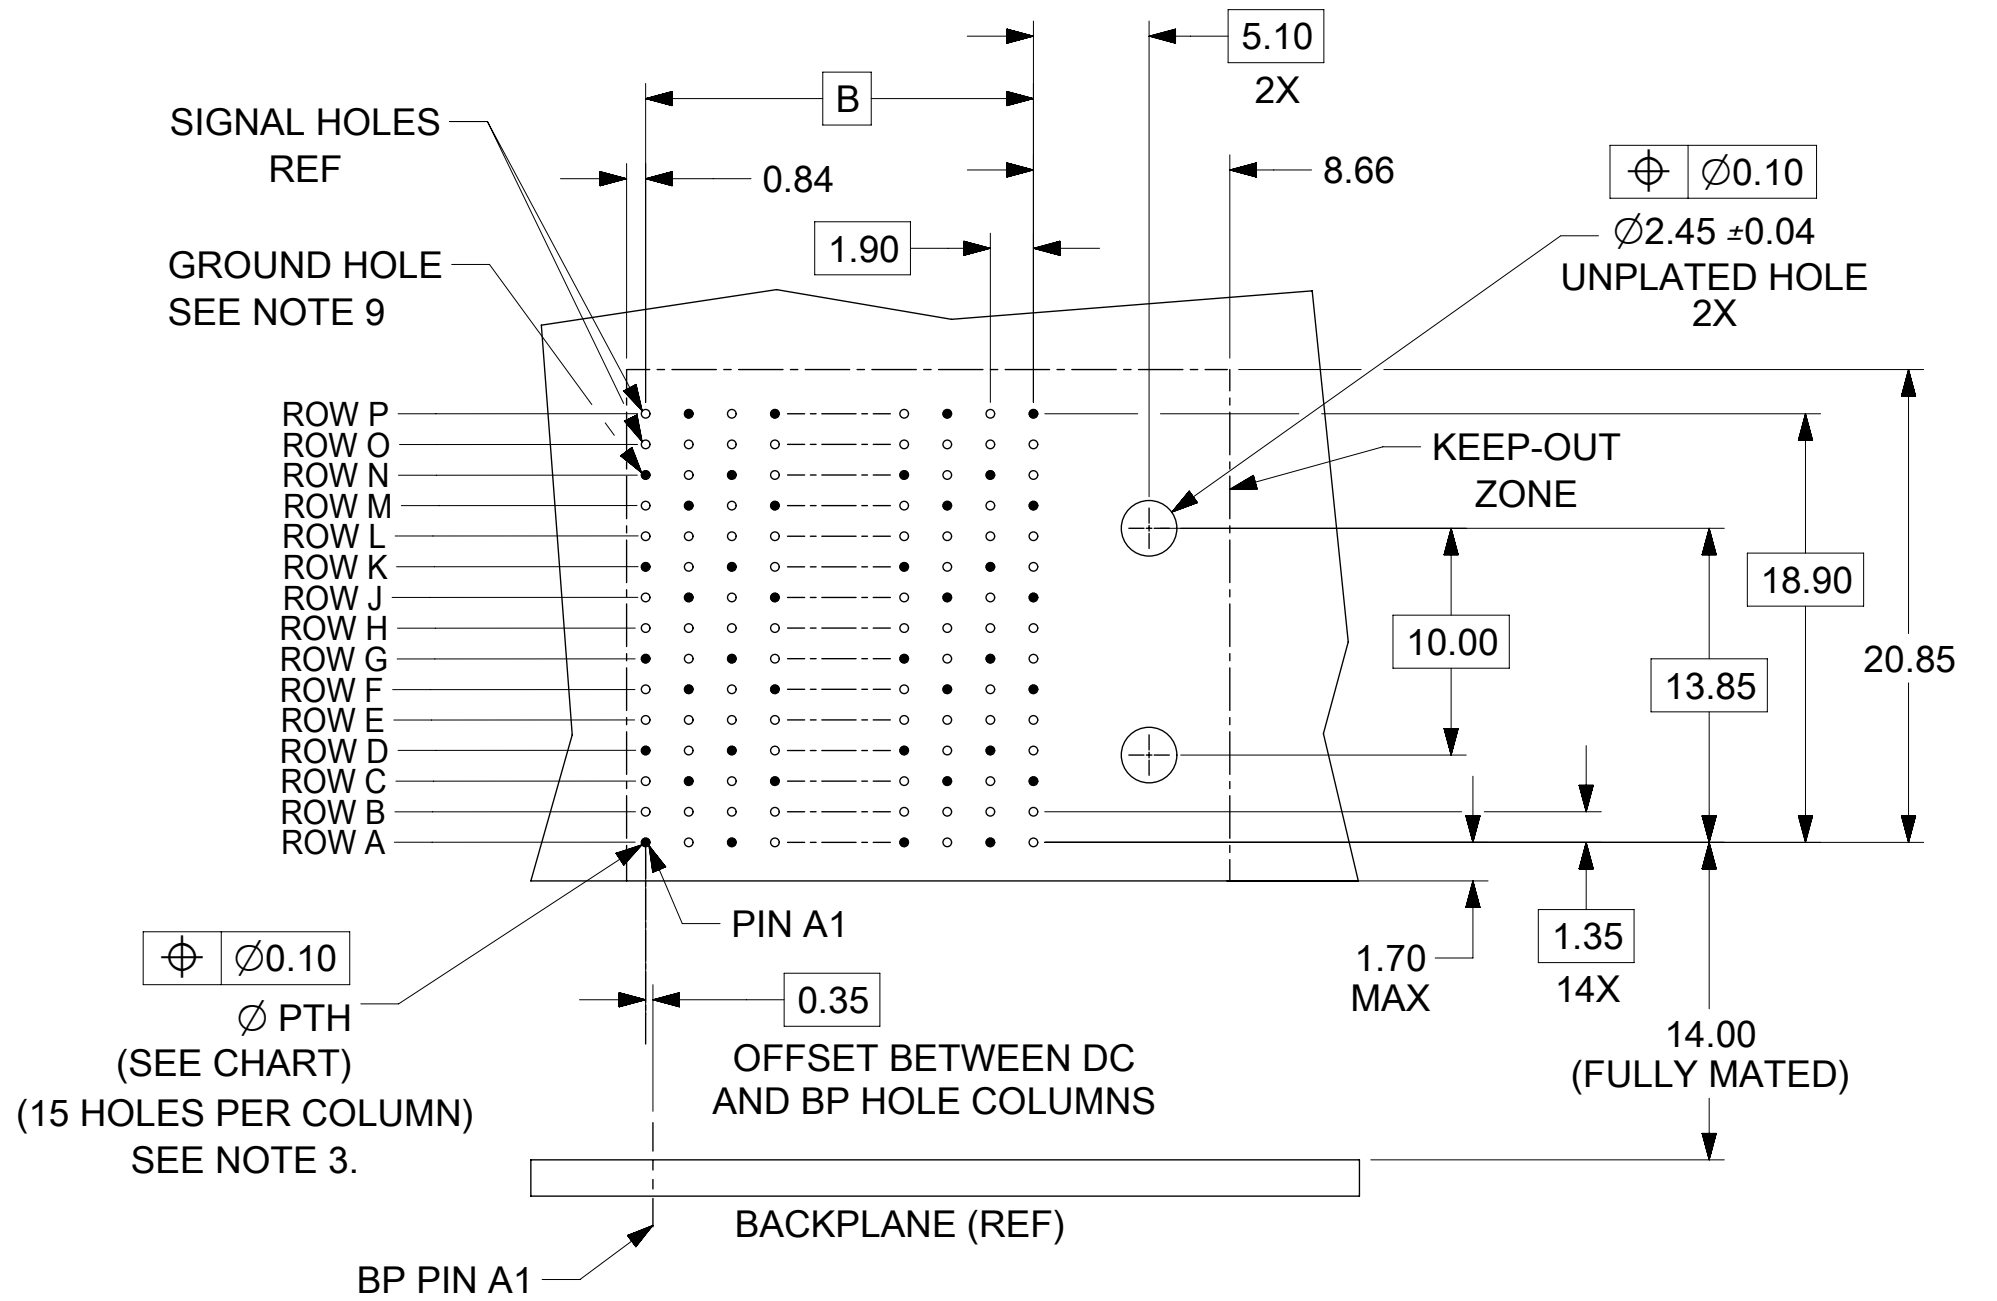 5.10
2X
B
SIGNAL HOLES
REF
0.84
8.66
⌖ ∅0.10
∅2.45 ±0.04
UNPLATED HOLE
2X
1.90
GROUND HOLE
SEE NOTE 9
ROW P
ROW O
ROW N
ROW M
ROW L
ROW K
ROW J
ROW H
ROW G
ROW F
ROW E
ROW D
ROW C
ROW B
ROW A
KEEP-OUT
ZONE
18.90
10.00
13.85
20.85
PIN A1
1.70
MAX
1.35
14X
14.00
(FULLY MATED)
⌖ ∅0.10
∅ PTH
(SEE CHART)
(15 HOLES PER COLUMN)
SEE NOTE 3.
0.35
OFFSET BETWEEN DC
AND BP HOLE COLUMNS
BACKPLANE (REF)
BP PIN A1